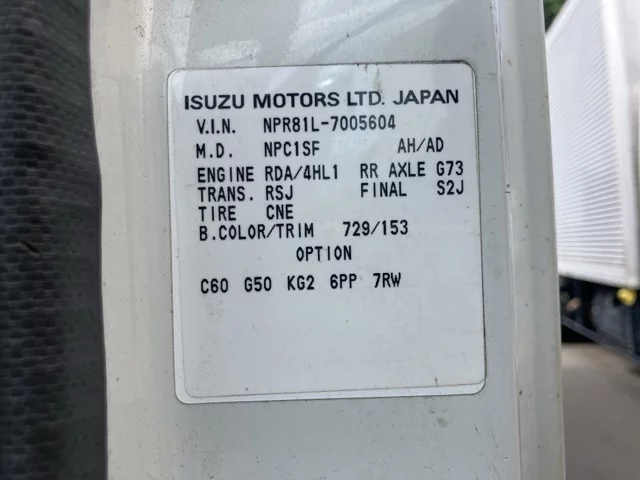 ISUZU MOTORS LTD. JAPAN
V.I.N. NPR81L-7005604
M.D. NPC1SF AH/AD
ENGINE RDA/4HL1 RR AXLE G73
TRANS. RSJ FINAL S2J
TIRE CNE
B.COLOR/TRIM 729/153
OPTION
C60 G50 KG2 6PP 7RW